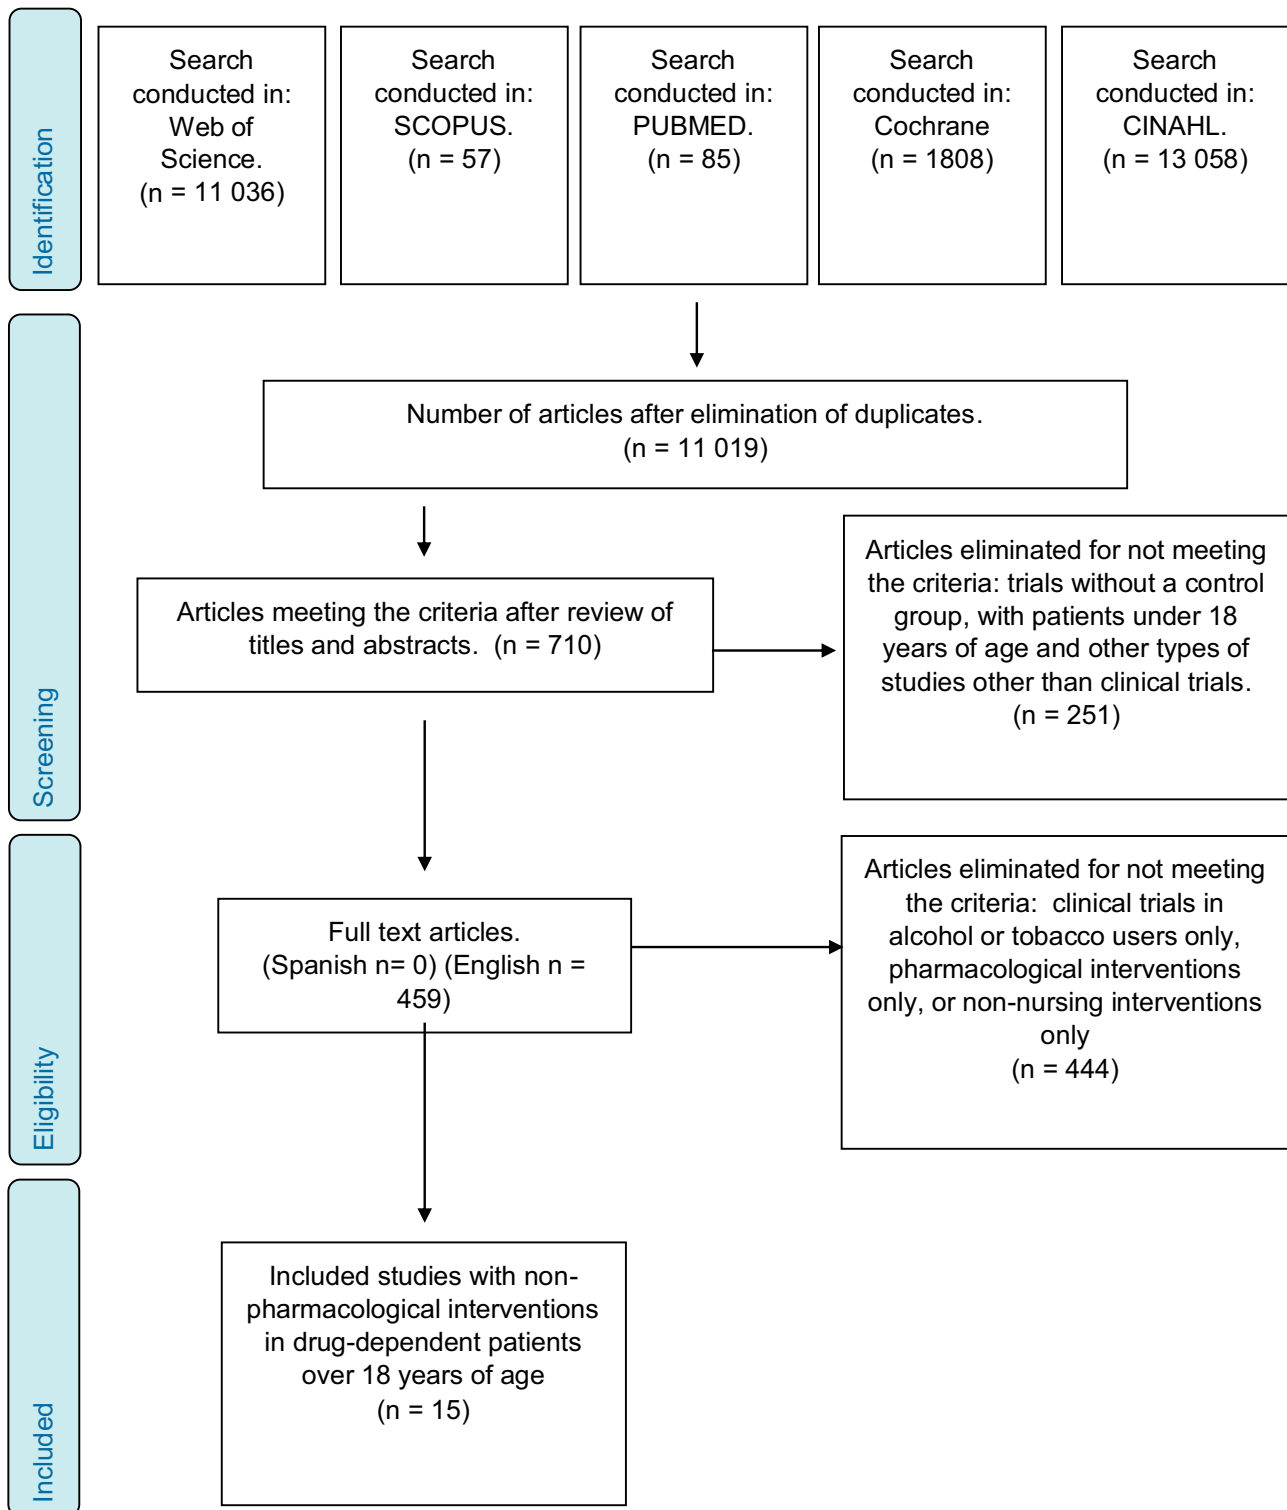 Identification
Search
conducted in:
Web of
Science.
(n = 11 036)
Search
conducted in:
SCOPUS.
(n = 57)
Search
conducted in:
PUBMED.
(n = 85)
Search
conducted in:
Cochrane
(n = 1808)
Search
conducted in:
CINAHL.
(n = 13 058)
Screening
Number of articles after elimination of duplicates.
(n = 11 019)
Articles meeting the criteria after review of
titles and abstracts.  (n = 710)
Articles eliminated for not meeting
the criteria: trials without a control
group, with patients under 18
years of age and other types of
studies other than clinical trials.
(n = 251)
Eligibility
Full text articles.
(Spanish n= 0) (English n =
459)
Articles eliminated for not meeting
the criteria:  clinical trials in
alcohol or tobacco users only,
pharmacological interventions
only, or non-nursing interventions
only
(n = 444)
Included
Included studies with non-
pharmacological interventions
in drug-dependent patients
over 18 years of age
(n = 15)